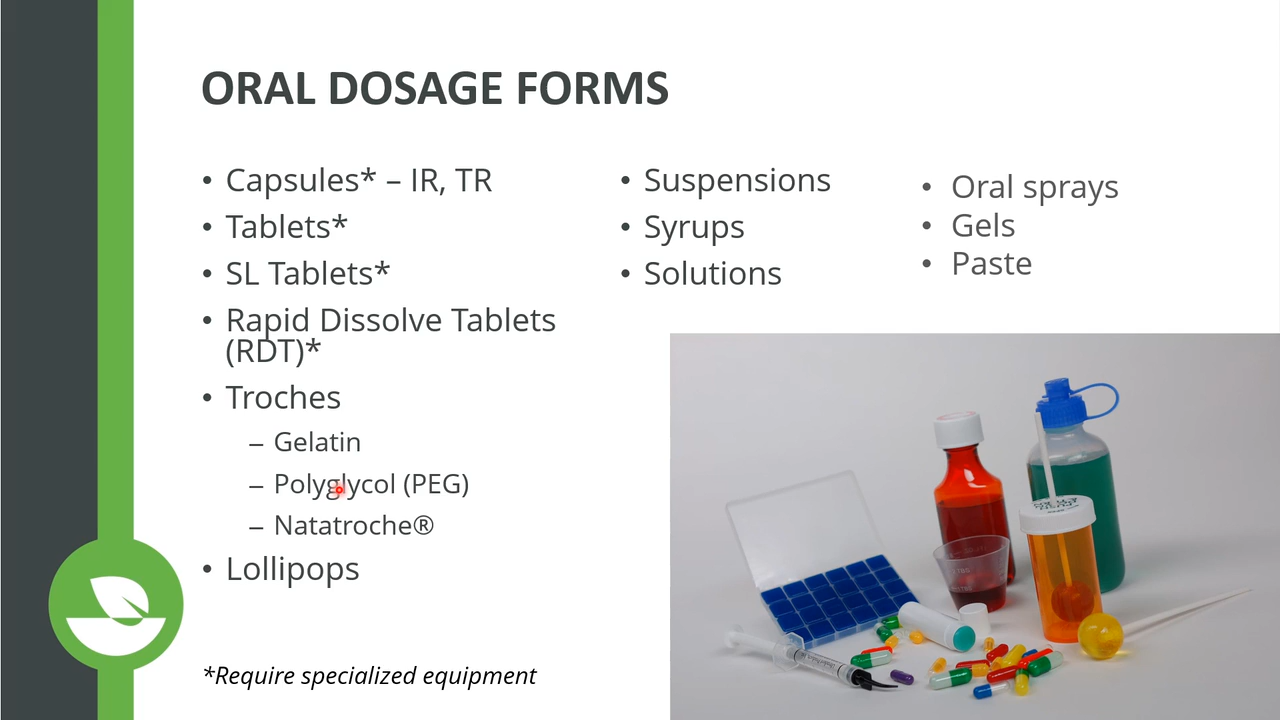 ORAL DOSAGE FORMS
• Capsules* – IR, TR
• Tablets*
• SL Tablets*
• Rapid Dissolve Tablets
(RDT)*
• Troches
– Gelatin
– Polyglycol (PEG)
– Natatroche®
• Lollipops
*Require specialized equipment
• Suspensions
• Syrups
• Solutions
• Oral sprays
• Gels
• Paste